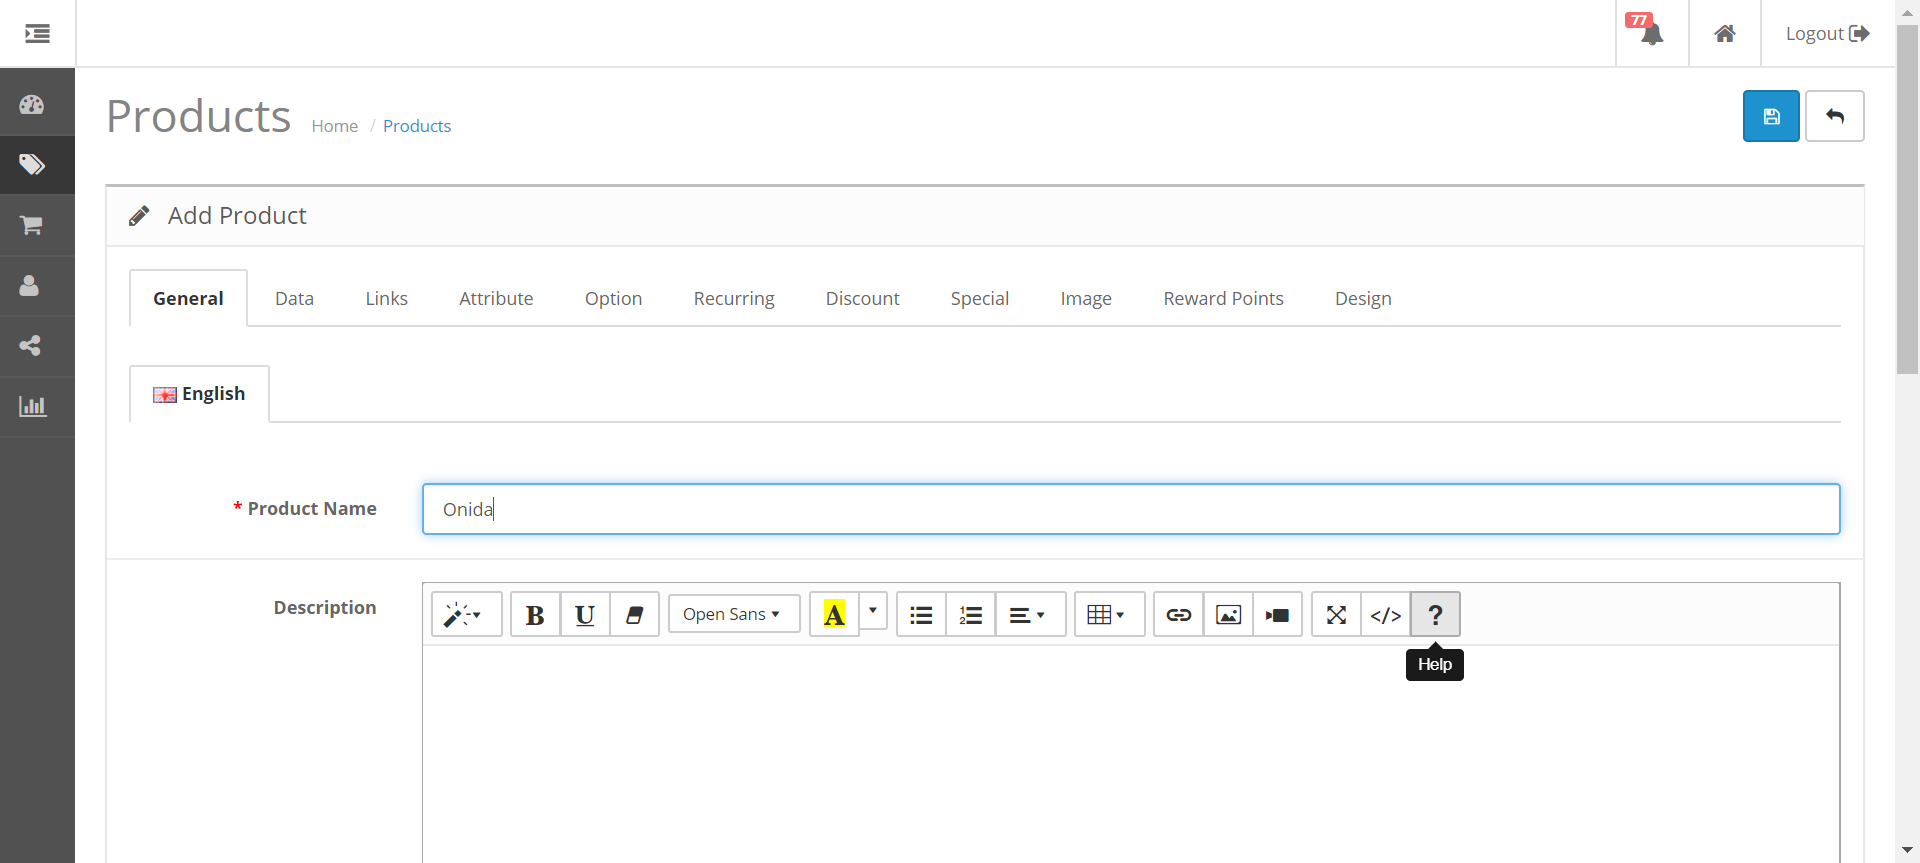 77
Logout
Products Home / Products
Add Product
General Data Links Attribute Option Recurring Discount Special Image Reward Points Design
English
* Product Name Onida
Description B U Open Sans A </> ?
Help